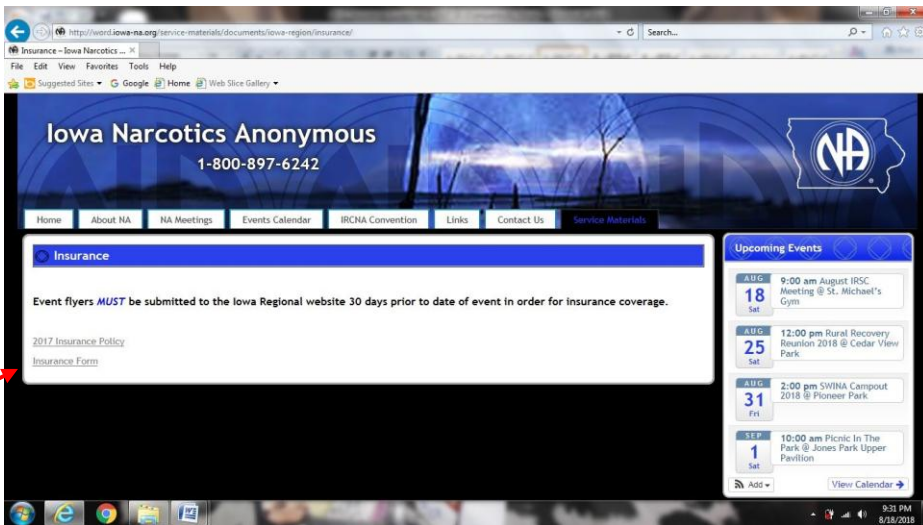 http://word.iowa-na.org/service-materials/documents/iowa-region/insurance/
Search...
Insurance – Iowa Narcotics ...
File Edit View Favorites Tools Help
Suggested Sites Google Home Web Slice Gallery
Iowa Narcotics Anonymous
1-800-897-6242
NA
Home About NA NA Meetings Events Calendar IRCNA Convention Links Contact Us Service Materials
Insurance
Event flyers MUST be submitted to the Iowa Regional website 30 days prior to date of event in order for insurance coverage.
2017 Insurance Policy
Insurance Form
Upcoming Events
AUG
18
Sat
9:00 am August IRSC
Meeting @ St. Michael's
Gym
AUG
25
Sat
12:00 pm Rural Recovery
Reunion 2018 @ Cedar View
Park
AUG
31
Fri
2:00 pm SWINA Campout
2018 @ Pioneer Park
SEP
1
Sat
10:00 am Picnic In The
Park @ Jones Park Upper
Pavilion
Add
View Calendar
9:31 PM
8/18/2018